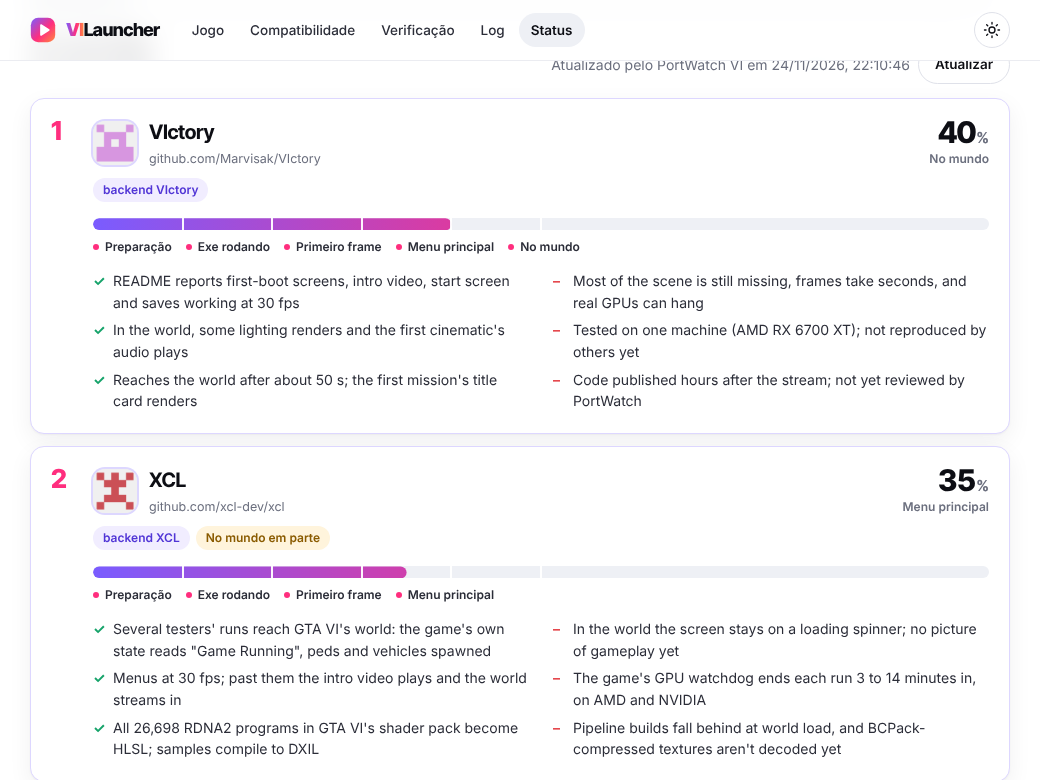 VILauncher Jogo Compatibilidade Verificação Log Status
Atualizado pelo PortWatch VI em 24/11/2026, 22:10:46 Atualizar
1
VIctory
github.com/Marvisak/VIctory
40%
No mundo
backend VIctory
Preparação Exe rodando Primeiro frame Menu principal No mundo
README reports first-boot screens, intro video, start screen
and saves working at 30 fps
In the world, some lighting renders and the first cinematic's
audio plays
Reaches the world after about 50 s; the first mission's title
card renders
Most of the scene is still missing, frames take seconds, and
real GPUs can hang
Tested on one machine (AMD RX 6700 XT); not reproduced by
others yet
Code published hours after the stream; not yet reviewed by
PortWatch
2
XCL
github.com/xcl-dev/xcl
35%
Menu principal
backend XCL No mundo em parte
Preparação Exe rodando Primeiro frame Menu principal
Several testers' runs reach GTA VI's world: the game's own
state reads "Game Running", peds and vehicles spawned
Menus at 30 fps; past them the intro video plays and the world
streams in
All 26,698 RDNA2 programs in GTA VI's shader pack become
HLSL; samples compile to DXIL
In the world the screen stays on a loading spinner; no picture
of gameplay yet
The game's GPU watchdog ends each run 3 to 14 minutes in,
on AMD and NVIDIA
Pipeline builds fall behind at world load, and BCPack-
compressed textures aren't decoded yet